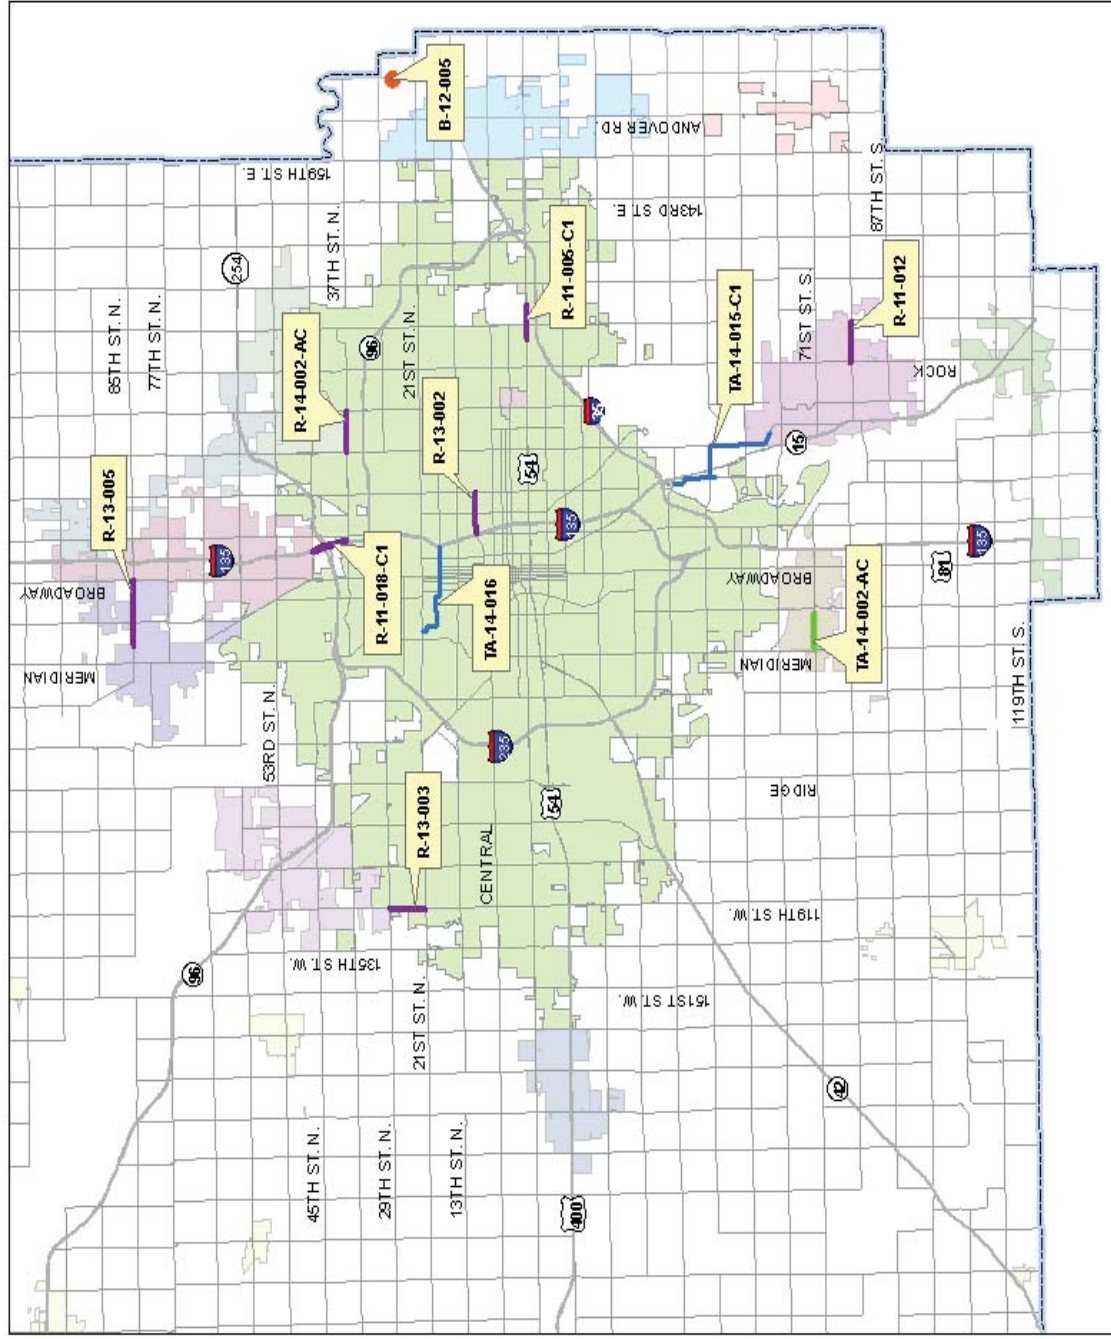 MERIDIAN
BROADWAY
R-13-005
85TH ST. N.
77TH ST. N.
96
135
254
53RD ST. N.
159TH ST. E.
R-14-002-AC
45TH ST. N.
135TH ST. W.
37TH ST. N.
96
R-11-018-C1
29TH ST. N.
21ST ST. N.
R-13-003
21ST ST. N.
R-13-002
B-12-005
13TH ST. N.
CENTRAL
TA-14-016
235
54
54
R-11-005-C1
135
400
35
151ST ST. W.
143RD ST. E.
ANDOVER RD.
TA-14-015-C1
119TH ST. W.
RIDGE
MERIDIAN
BROADWAY
15
71ST ST. S.
42
TA-14-002-AC
87TH ST. S.
R-11-012
ROCK
81
135
119TH ST. S.